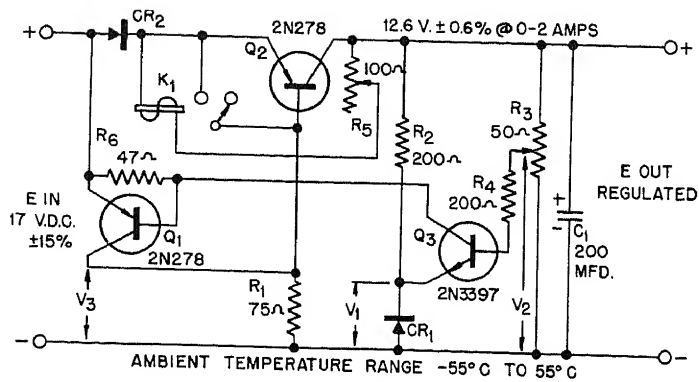 CR2
2N278
12.6 V. ± 0.6% @ 0-2 AMPS
+
+
Q2
K1
100Ω
R5
R2
200Ω
R3
50Ω
R6
47Ω
R4
200Ω
E OUT
REGULATED
E IN
17 V.D.C.
±15%
Q1
2N278
Q3
2N3397
+
-
C1
200
MFD.
V3
R1
75Ω
V1
CR1
V2
-
-
AMBIENT TEMPERATURE RANGE -55°C TO 55°C